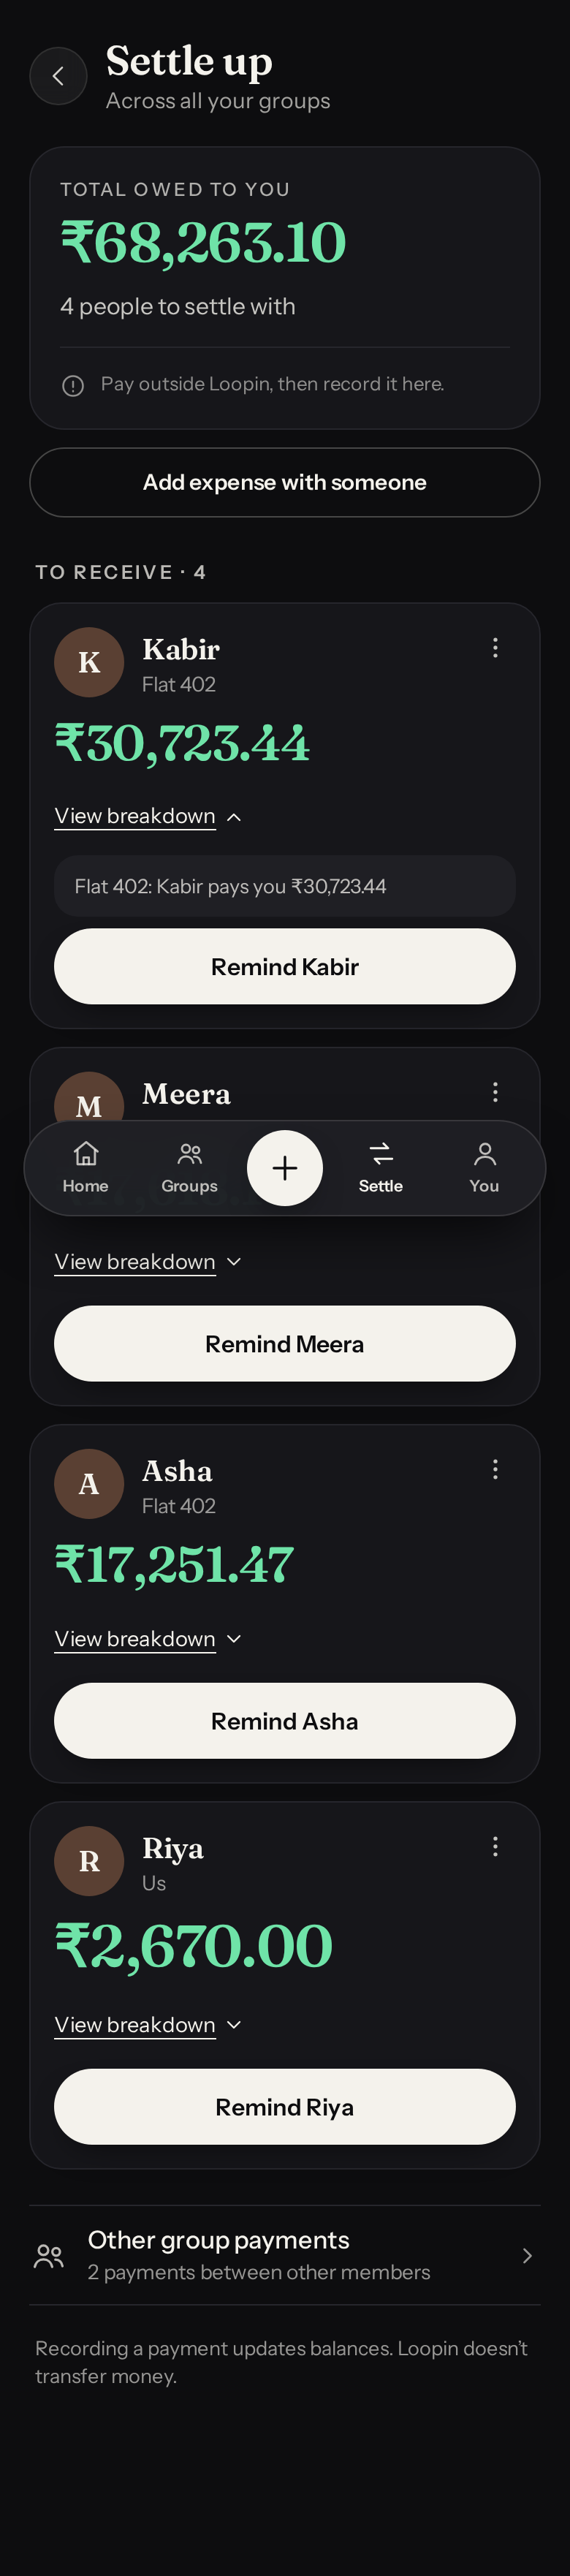 Settle up
Across all your groups
TOTAL OWED TO YOU
₹68,263.10
4 people to settle with
Pay outside Loopin, then record it here.
Add expense with someone
TO RECEIVE · 4
K
Kabir
Flat 402
₹30,723.44
View breakdown
Flat 402: Kabir pays you ₹30,723.44
Remind Kabir
M
Meera
Home
Groups
Settle
You
View breakdown
Remind Meera
A
Asha
Flat 402
₹17,251.47
View breakdown
Remind Asha
R
Riya
Us
₹2,670.00
View breakdown
Remind Riya
Other group payments
2 payments between other members
Recording a payment updates balances. Loopin doesn't
transfer money.